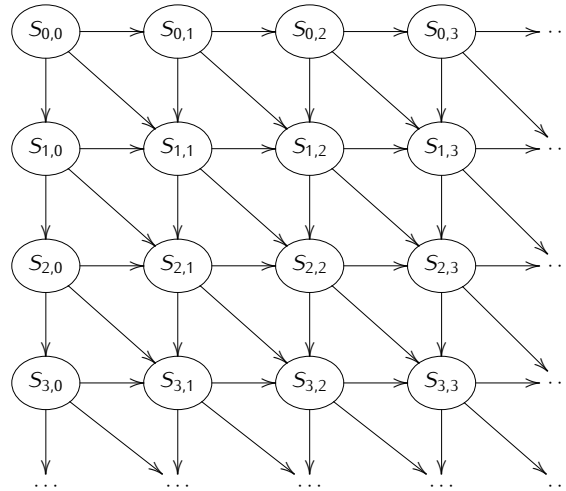 S0,0 S0,1 S0,2 S0,3 ...
S1,0 S1,1 S1,2 S1,3 ...
S2,0 S2,1 S2,2 S2,3 ...
S3,0 S3,1 S3,2 S3,3 ...
... ... ... ... ...